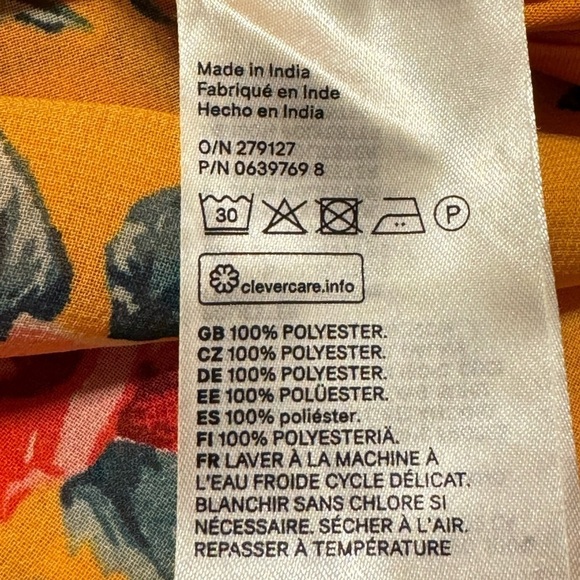 Made in India
Fabriqué en Inde
Hecho en India
O/N 279127
P/N 0639769 8
30 P
clevercare.info
GB 100% POLYESTER.
CZ 100% POLYESTER.
DE 100% POLYESTER.
EE 100% POLÜESTER.
ES 100% poliéster.
FI 100% POLYESTERIÄ.
FR LAVER À LA MACHINE À
L'EAU FROIDE CYCLE DÉLICAT.
BLANCHIR SANS CHLORE SI
NÉCESSAIRE. SÉCHER À L'AIR.
REPASSER À TEMPÉRATURE